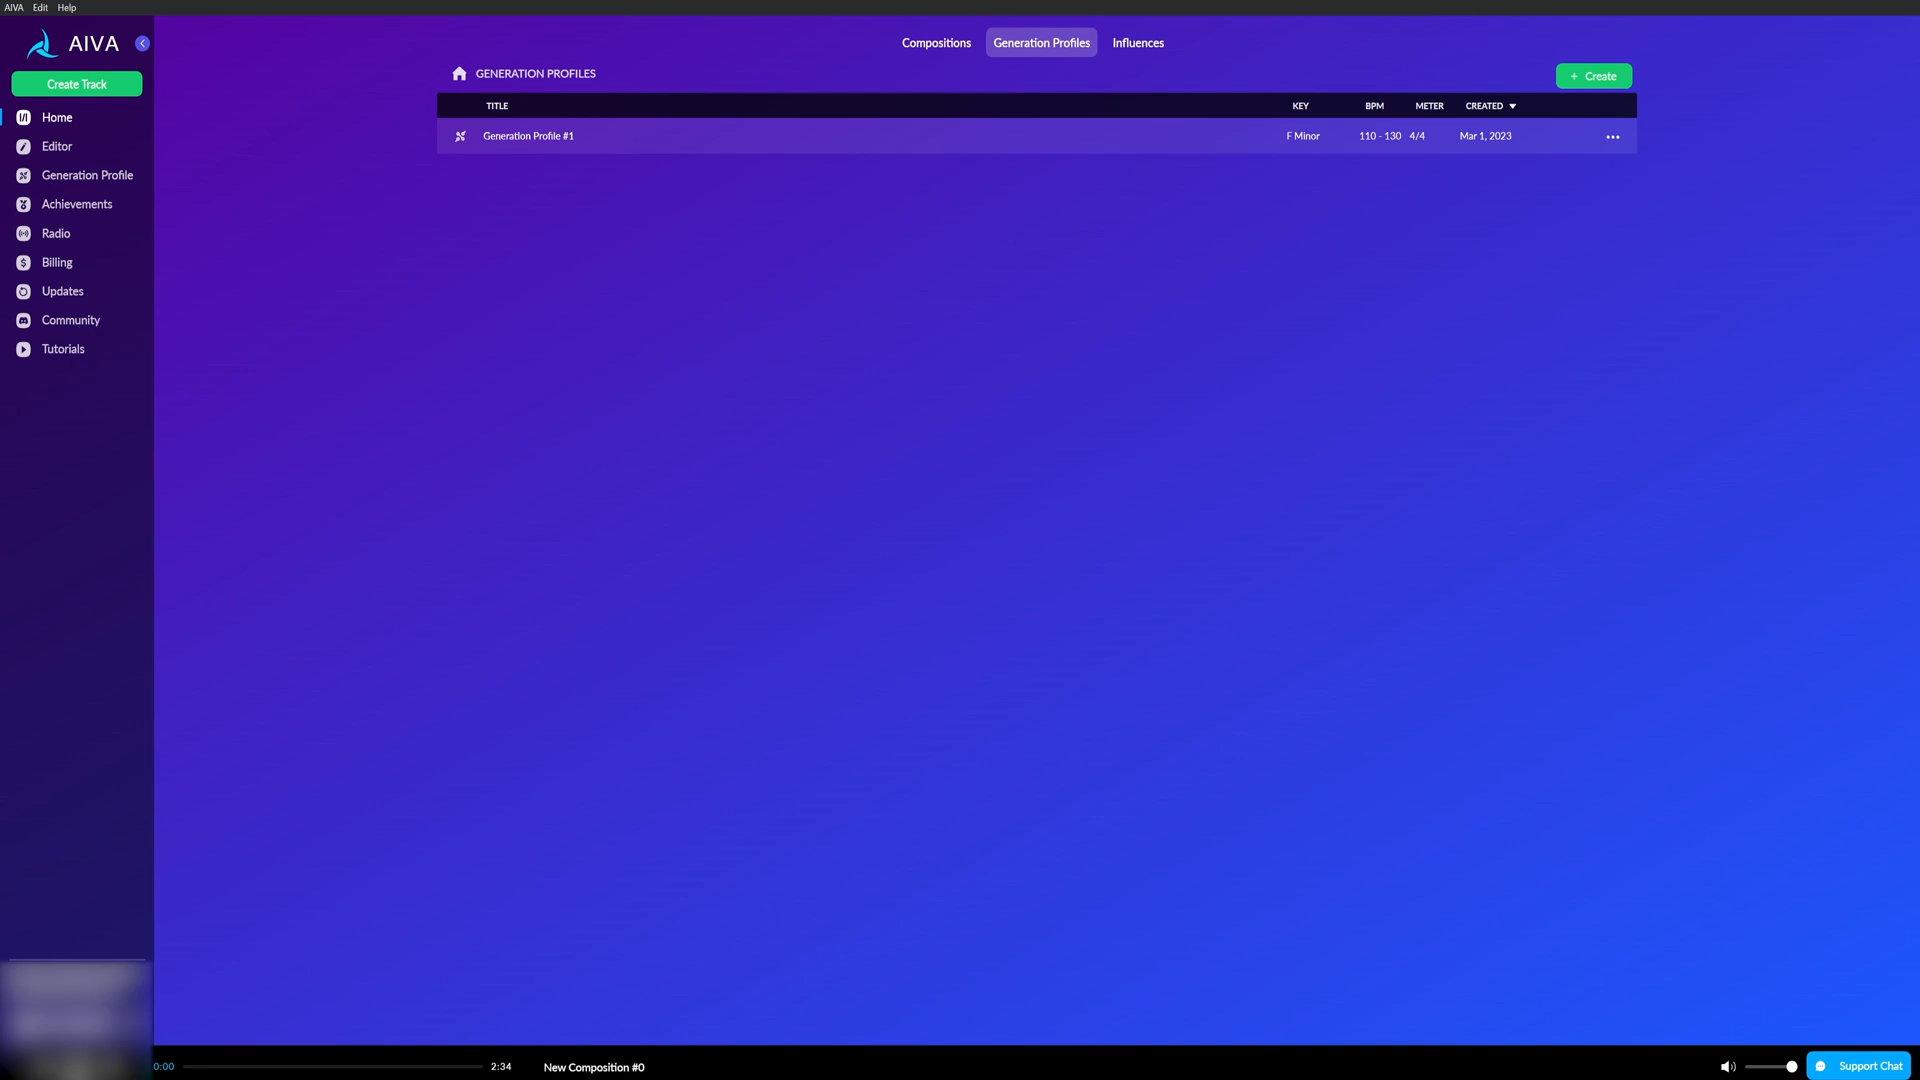 AIVA Edit Help
AIVA
Create Track
Home
Editor
Generation Profile
Achievements
Radio
Billing
Updates
Community
Tutorials
Compositions Generation Profiles Influences
GENERATION PROFILES
+ Create
TITLE KEY BPM METER CREATED
Generation Profile #1 F Minor 110 - 130 4/4 Mar 1, 2023
0:00 2:34 New Composition #0
Support Chat